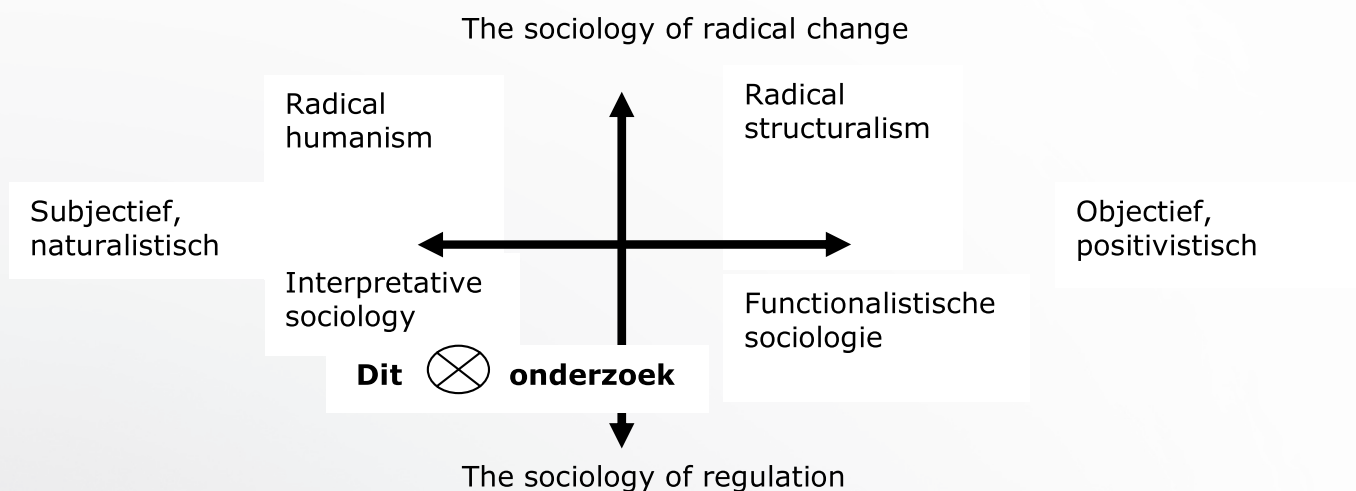 The sociology of radical change
Radical
humanism
Radical
structuralism
Subjectief,
naturalistisch
Objectief,
positivistisch
Interpretative
sociology
Functionalistische
sociologie
Dit onderzoek
The sociology of regulation